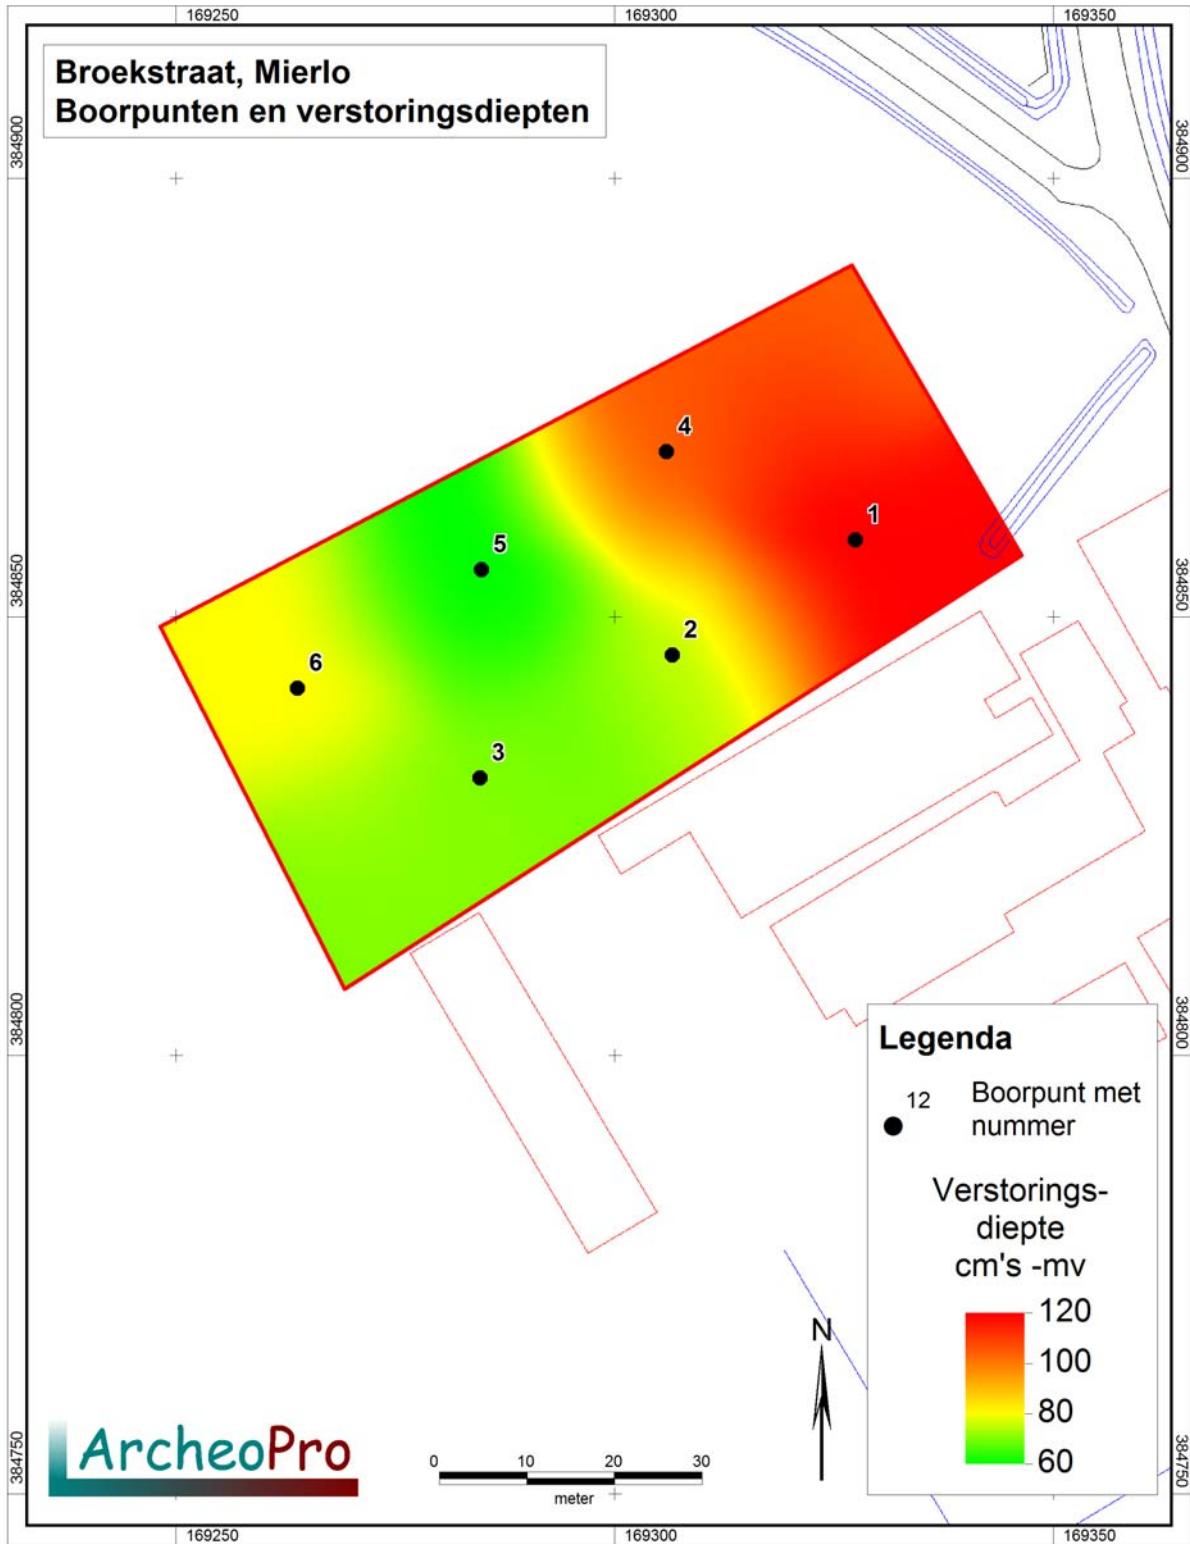 169250 169300 169350
Broekstraat, Mierlo
Boorpunten en verstoringsdiepten
384900 384900
4
1
5
384850 384850
2
6
3
384800 384800
Legenda
12 Boorpunt met
nummer
Verstorings-
diepte
cm's -mv
120
100
80
60
N
ArcheoPro
0 10 20 30
meter
384750 384750
169250 169300 169350